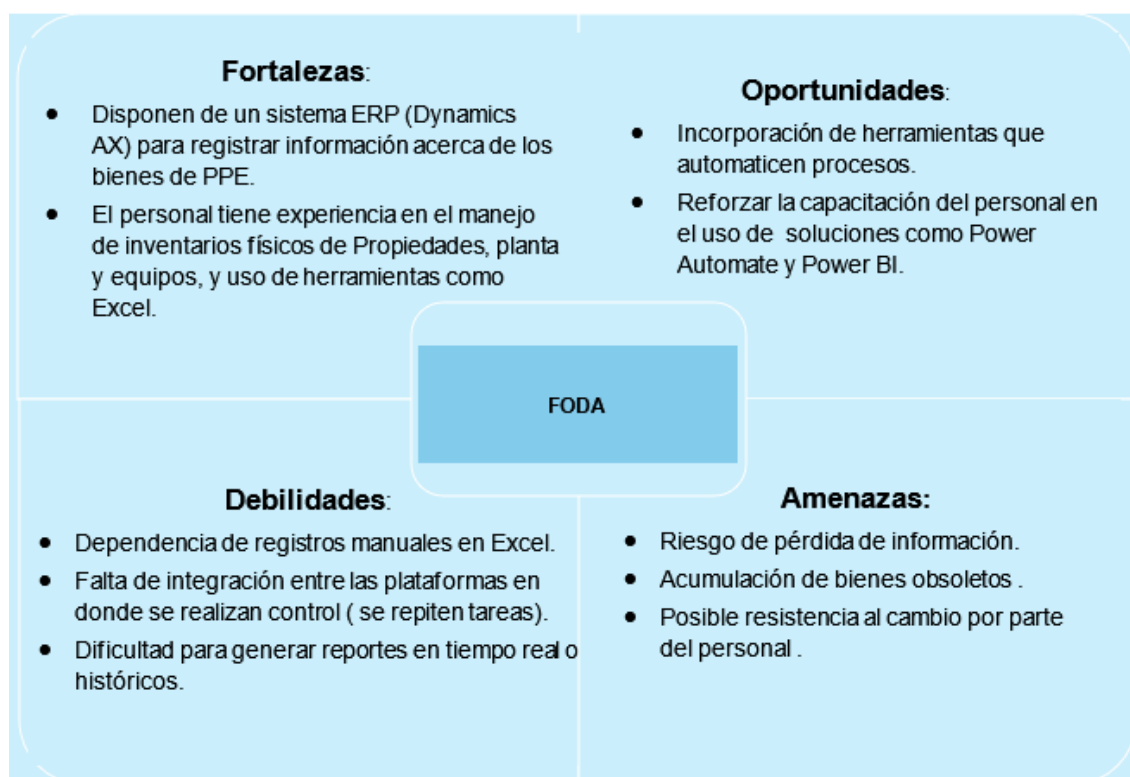 Fortalezas:
● Disponen de un sistema ERP (Dynamics
AX) para registrar información acerca de los
bienes de PPE.
● El personal tiene experiencia en el manejo
de inventarios físicos de Propiedades, planta
y equipos, y uso de herramientas como
Excel.
Oportunidades:
● Incorporación de herramientas que
automaticen procesos.
● Reforzar la capacitación del personal en
el uso de soluciones como Power
Automate y Power BI.
FODA
Debilidades:
● Dependencia de registros manuales en Excel.
● Falta de integración entre las plataformas en
donde se realizan control ( se repiten tareas).
● Dificultad para generar reportes en tiempo real o
históricos.
Amenazas:
● Riesgo de pérdida de información.
● Acumulación de bienes obsoletos .
● Posible resistencia al cambio por parte
del personal .